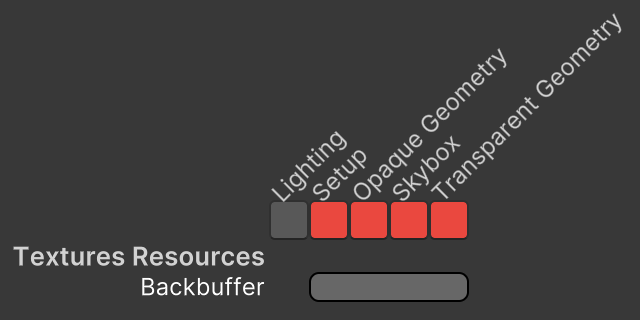 Lighting
Setup
Opaque Geometry
Skybox
Transparent Geometry
Textures Resources
Backbuffer